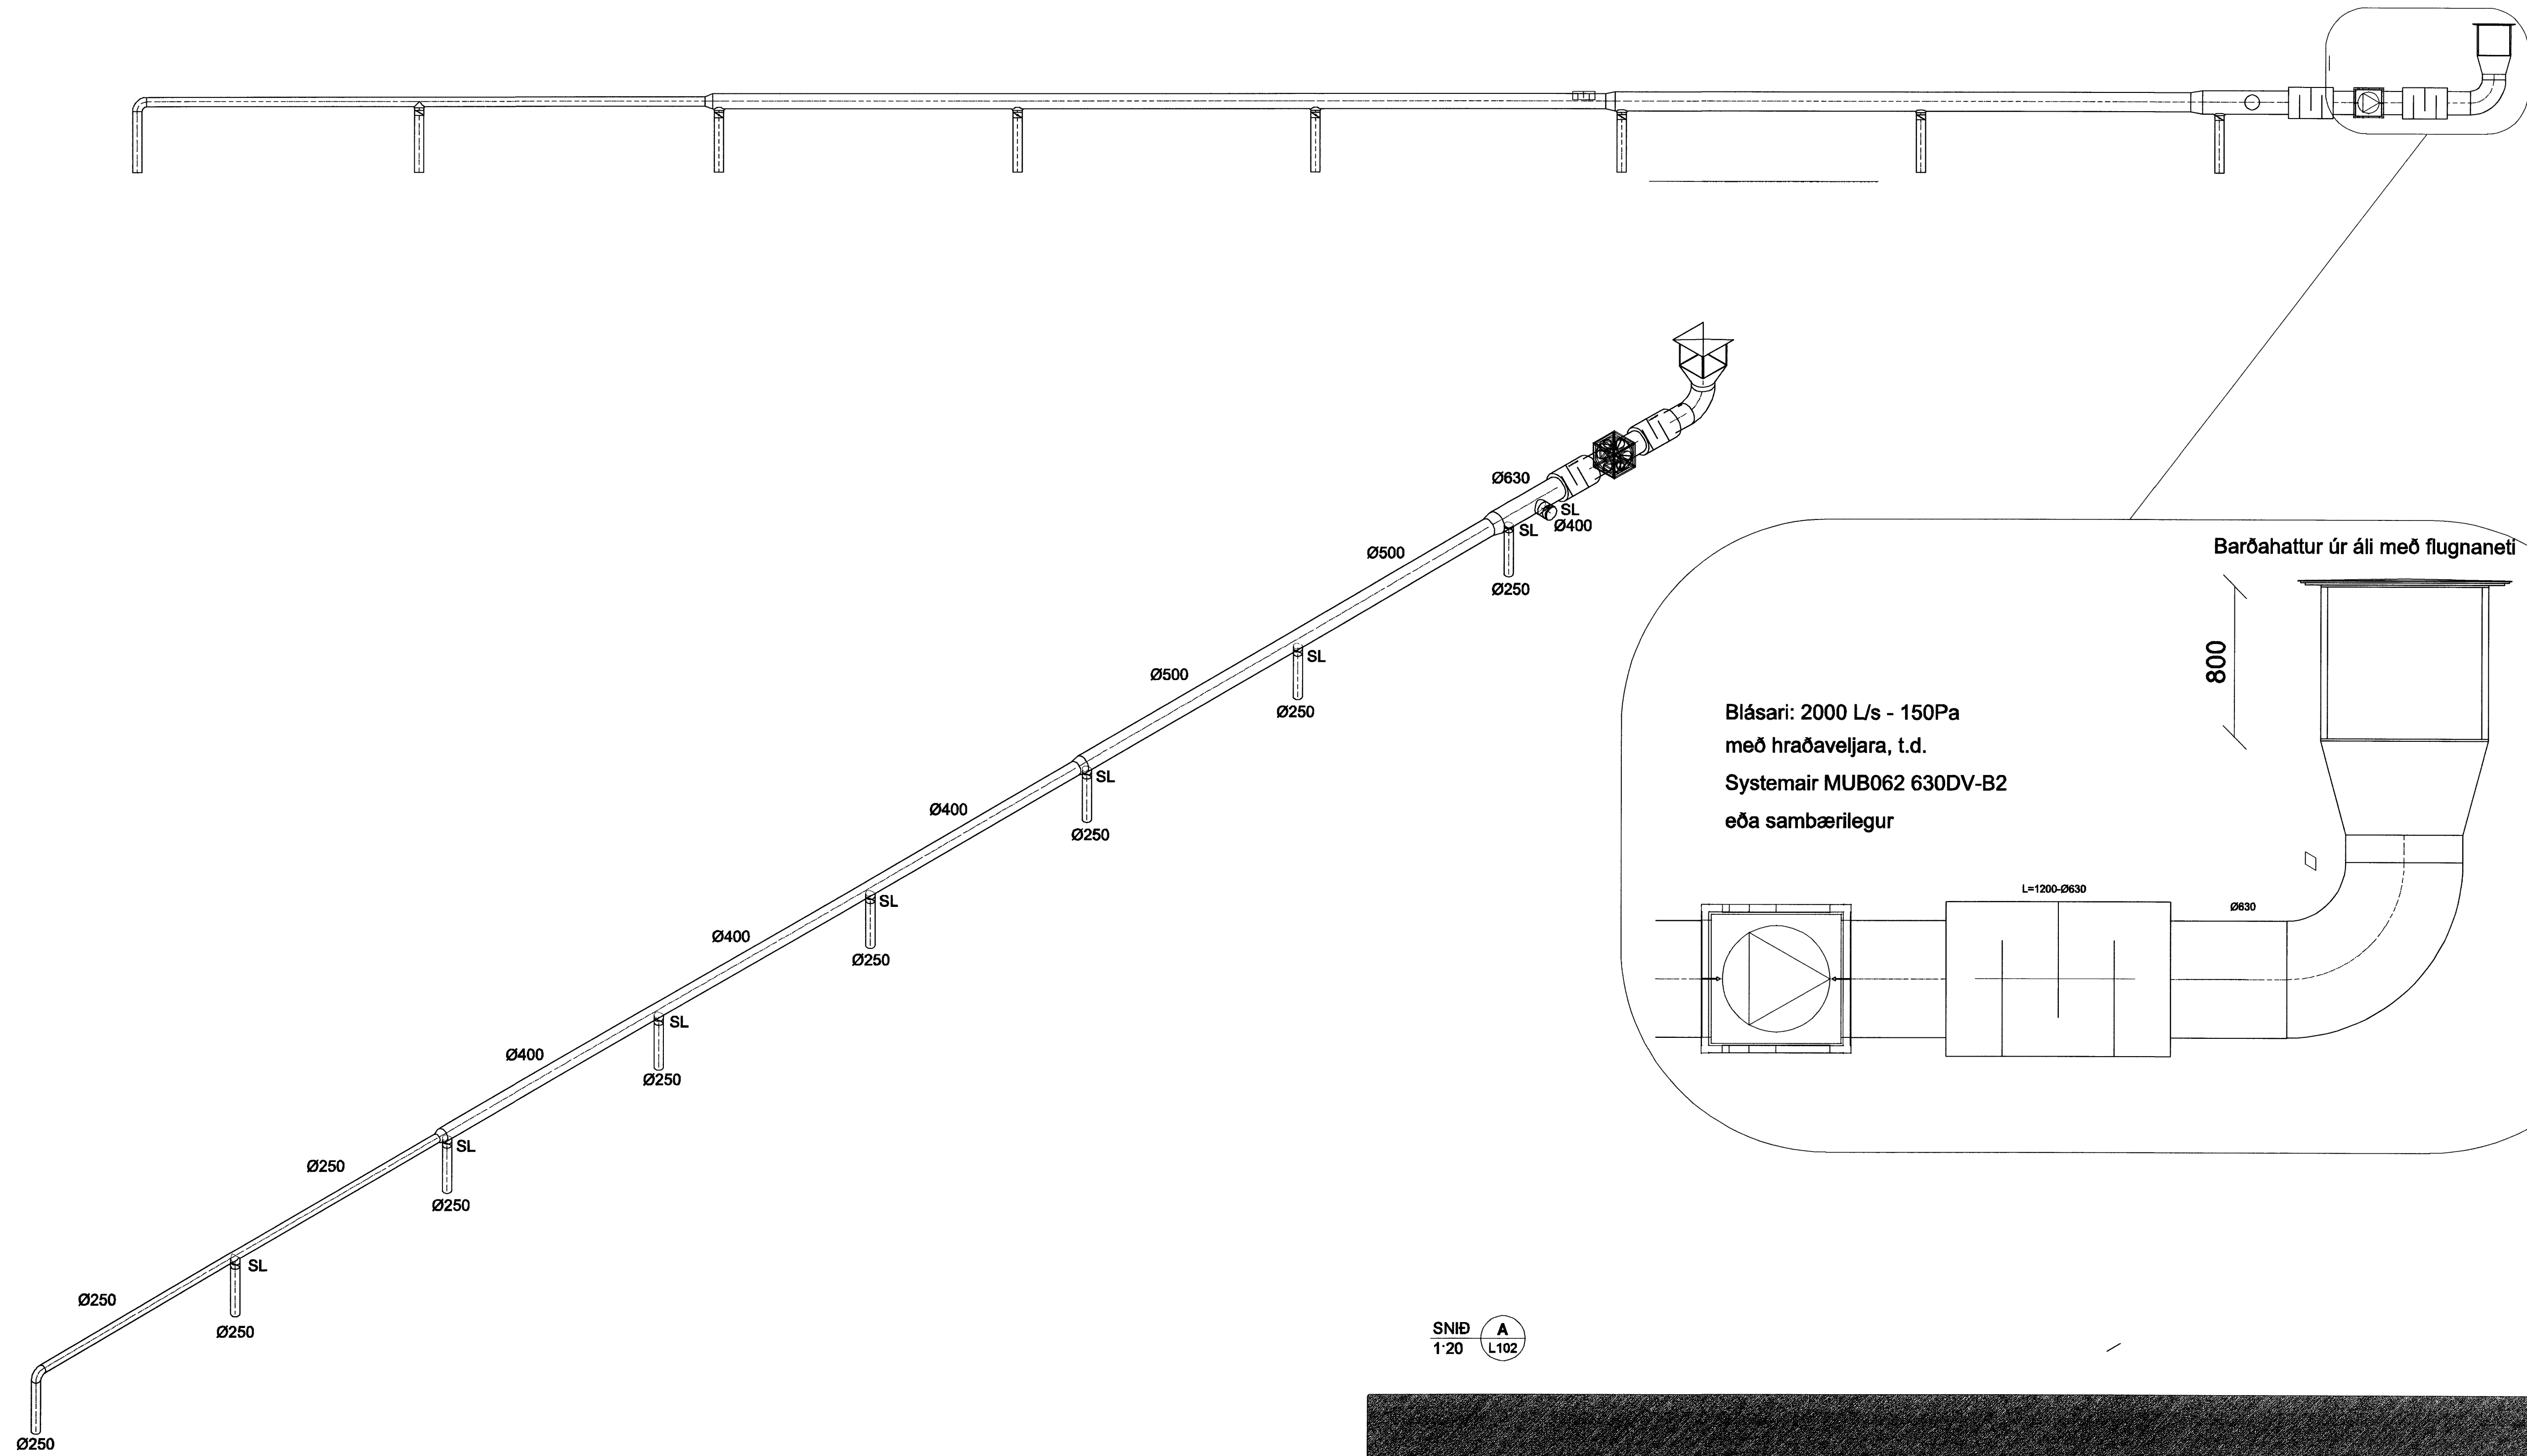 Ø630
SL
Ø400
SL
Ø500
Ø250
SL
Ø500
Ø250
SL
Ø400
Ø250
SL
Ø400
Ø250
SL
Ø400
Ø250
SL
Ø250
Ø250
SL
Ø250
Ø250
Ø250
Barðahattur úr áli með flugnaneti
800
Blásari: 2000 L/s - 150Pa
með hraðaveljara, t.d.
Systemair MUB062 630DV-B2
eða sambærilegur
L=1200-Ø630
Ø630
SNIÐ A
1:20 L102